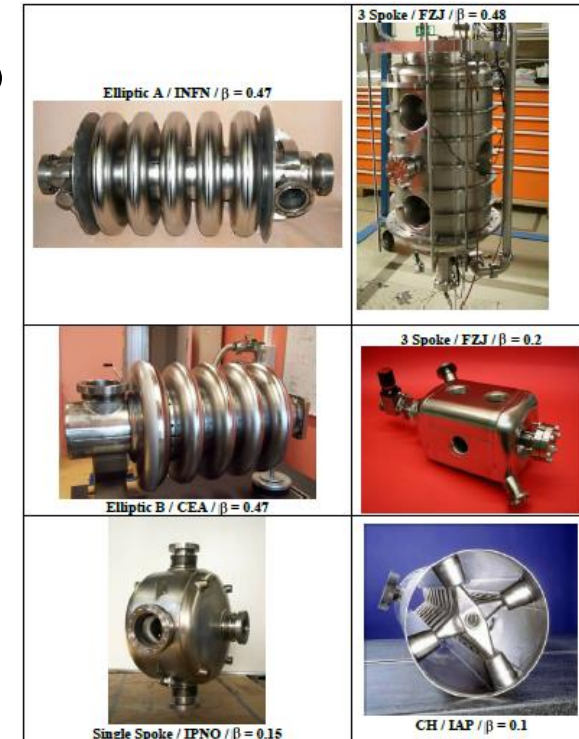 )
3 Spoke / FZJ / β = 0.48
Elliptic A / INFN / β = 0.47
3 Spoke / FZJ / β = 0.2
Elliptic B / CEA / β = 0.47
Single Spoke / IPNO / β = 0.15
CH / IAP / β = 0.1